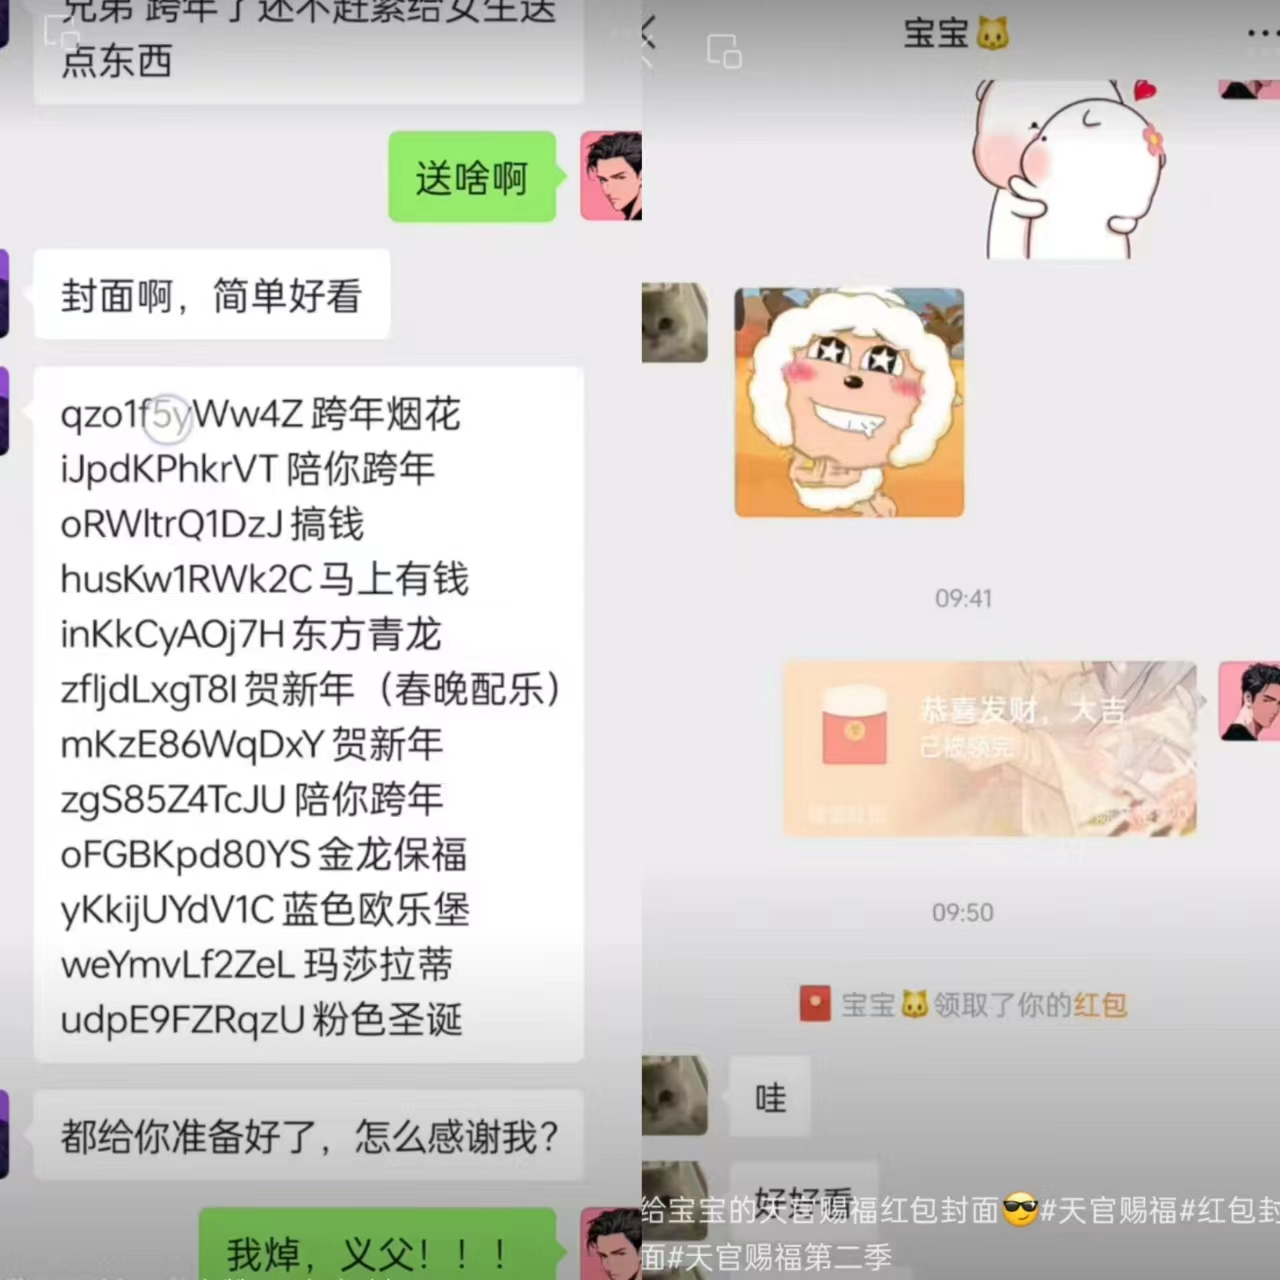 兄弟 跨年了还不赶紧给女生送
点东西
送啥啊
封面啊，简单好看
qzo1f5yWw4Z 跨年烟花
iJpdKPhkrVT 陪你跨年
oRWltrQ1DzJ 搞钱
husKw1RWk2C 马上有钱
inKkCyAOj7H 东方青龙
zfljdLxgT8I 贺新年（春晚配乐）
mKzE86WqDxY 贺新年
zgS85Z4TcJU 陪你跨年
oFGBKpd80YS 金龙保福
yKkijUYdV1C 蓝色欧乐堡
weYmvLf2ZeL 玛莎拉蒂
udpE9FZRqzU 粉色圣诞
都给你准备好了，怎么感谢我？
我焯，义父！！！
宝宝🐱
09:41
恭喜发财，大吉
已被领完
09:50
宝宝🐱领取了你的红包
哇
好好看
给宝宝的天官赐福红包封面😎#天官赐福#红包封
面#天官赐福第二季